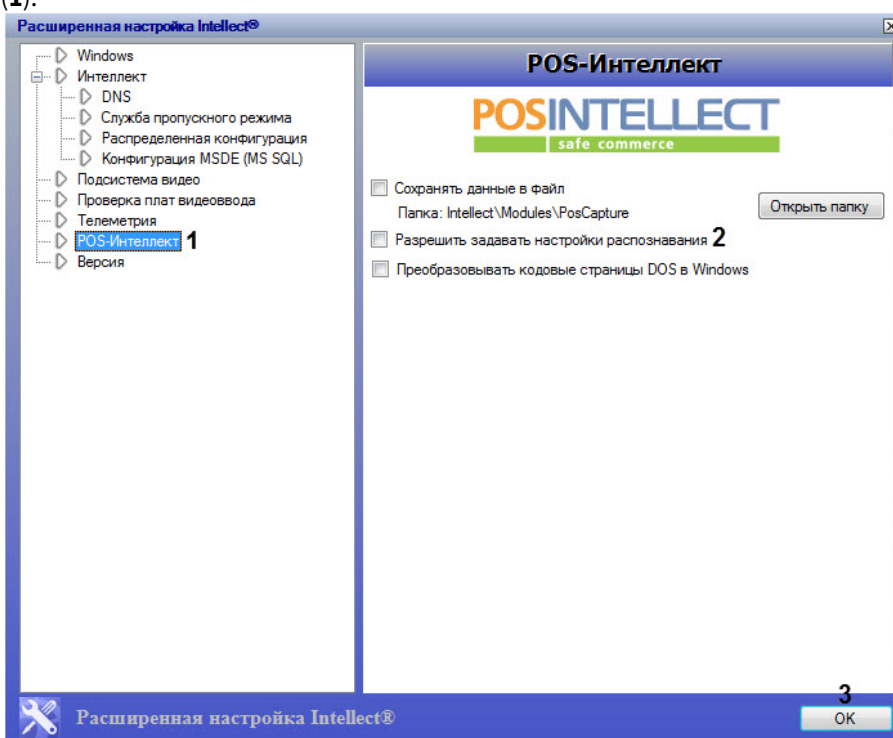 (1).
Расширенная настройка Intellect®
Windows
Интеллект
DNS
Служба пропускного режима
Распределенная конфигурация
Конфигурация MSDE (MS SQL)
Подсистема видео
Проверка плат видеоввода
Телеметрия
POS-Интеллект 1
Версия
POS-Интеллект
POSINTELLECT
safe commerce
Сохранять данные в файл
Папка: Intellect\Modules\PosCapture
Открыть папку
Разрешить задавать настройки распознавания 2
Преобразовывать кодовые страницы DOS в Windows
Расширенная настройка Intellect®
3
OK